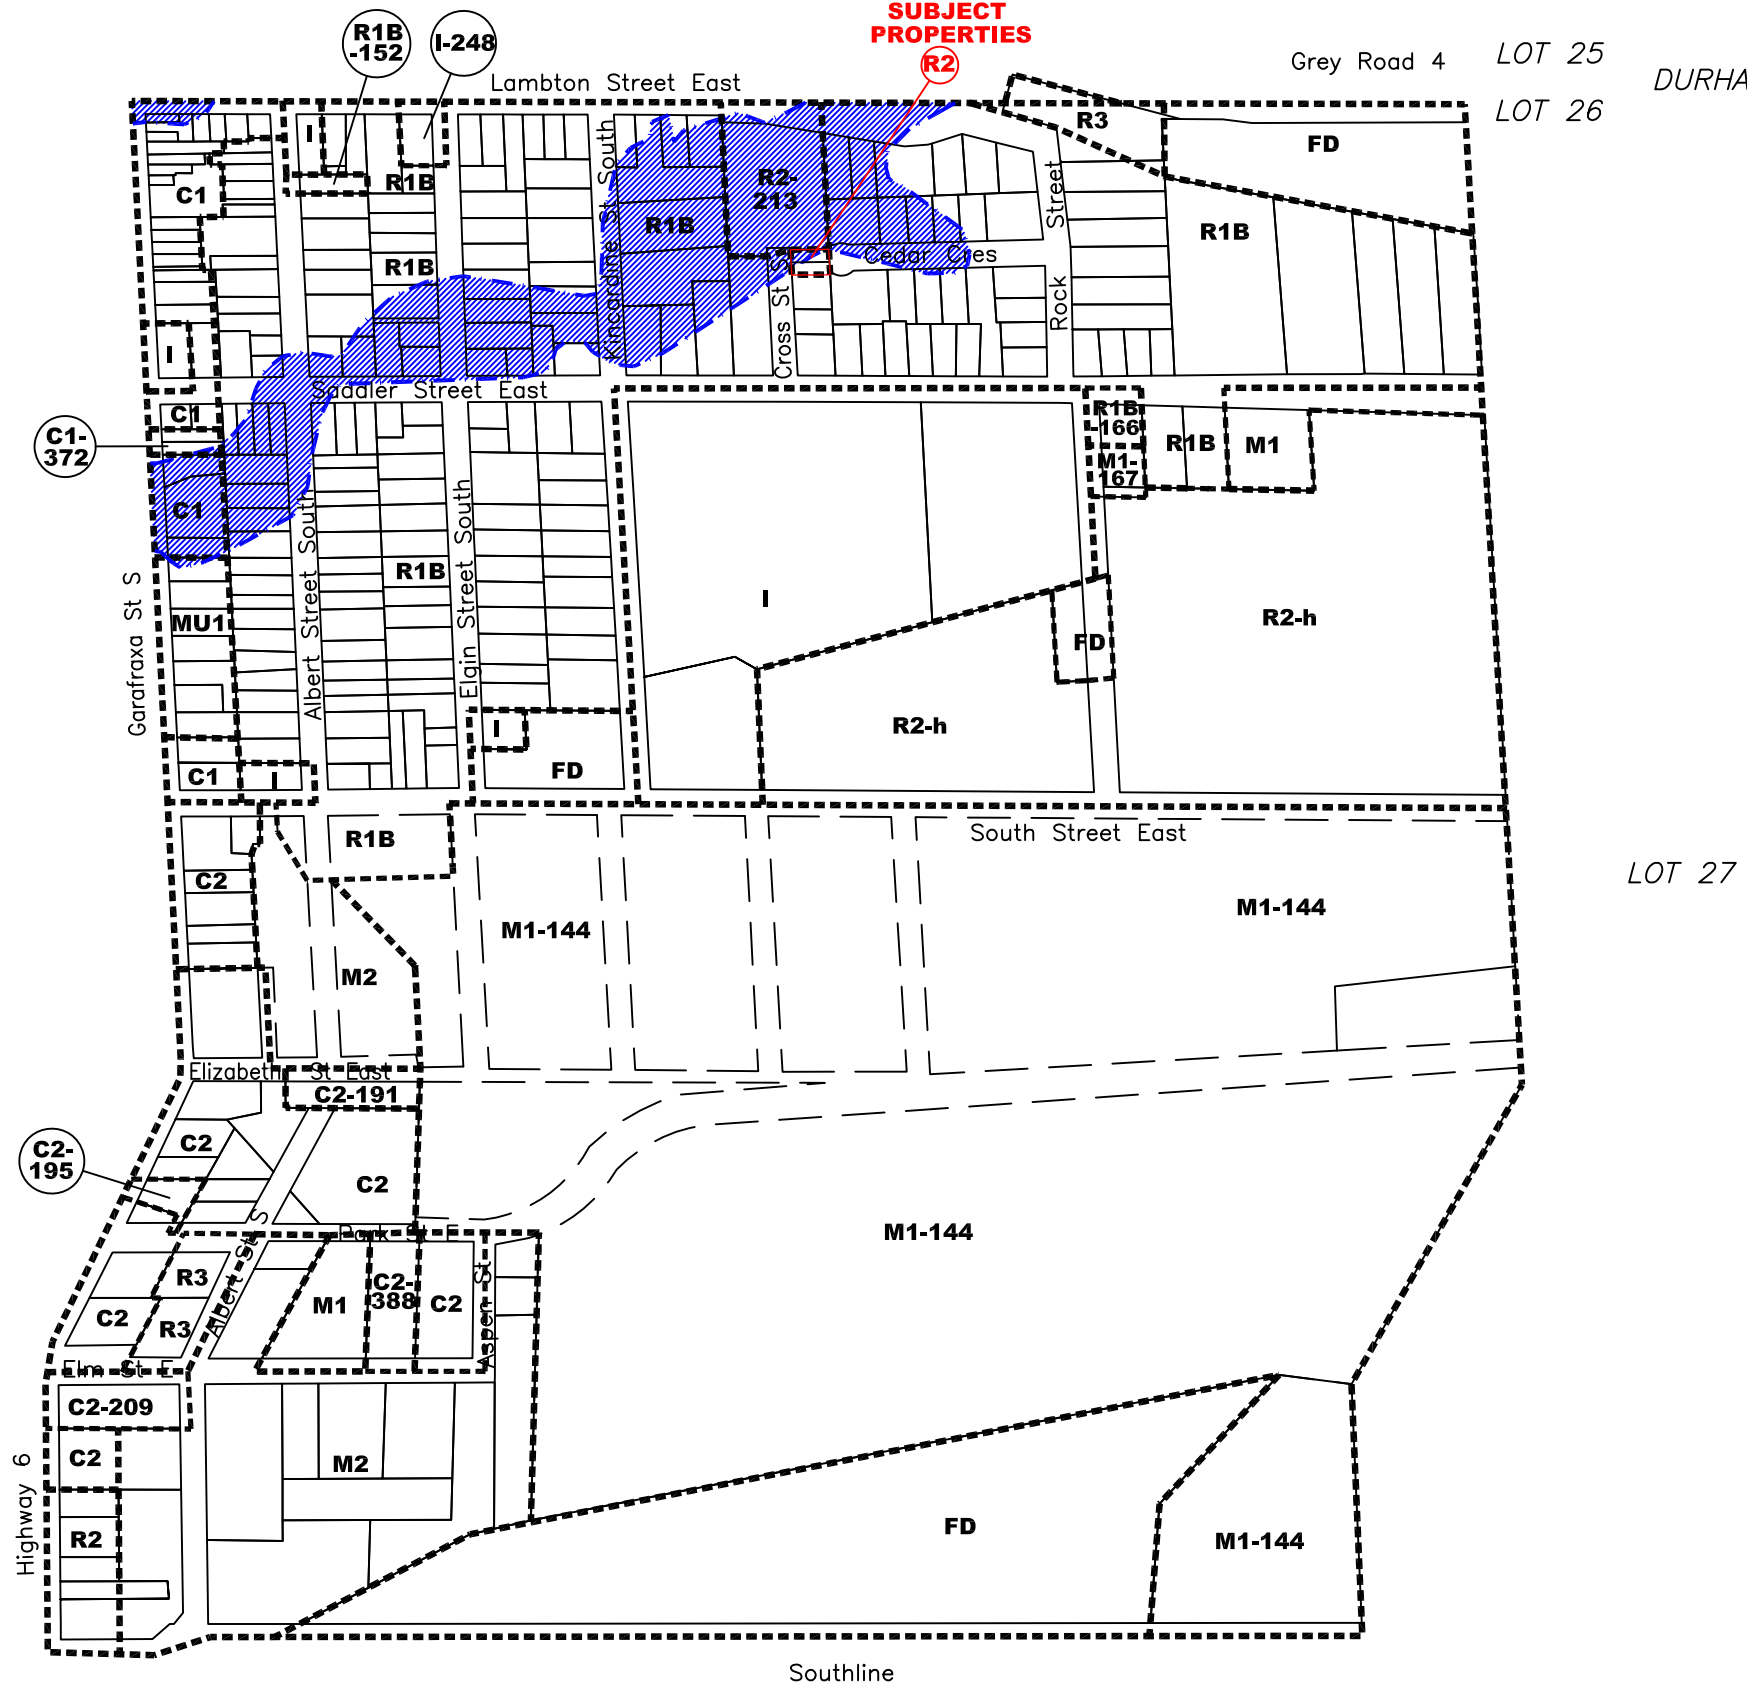 SUBJECT
PROPERTIES
R2
R1B
-152
I-248
Lambton Street East
Grey Road 4
LOT 25
DURHA
LOT 26
I
R3
FD
C1
R1B
R2-
213
R1B
R1B
R1B
Kincardine St South
Cross St S
Cedar Cres
Rock Street
I
Saddler Street East
C1
C1-
372
C1
R1B
-166
M1-
167
R1B
M1
Garafraxa St S
Albert Street South
Elgin Street South
R1B
MU1
I
FD
R2-h
R2-h
I
FD
C1
I
R1B
South Street East
C2
LOT 27
M1-144
M1-144
M2
Elizabeth St East
C2-191
C2-
195
C2
C2
Park St E
M1-144
Albert St S
R3
C2
R3
M1
C2-
388
C2
Aspen St
Elm St E
C2-209
C2
M2
Highway 6
R2
FD
M1-144
Southline